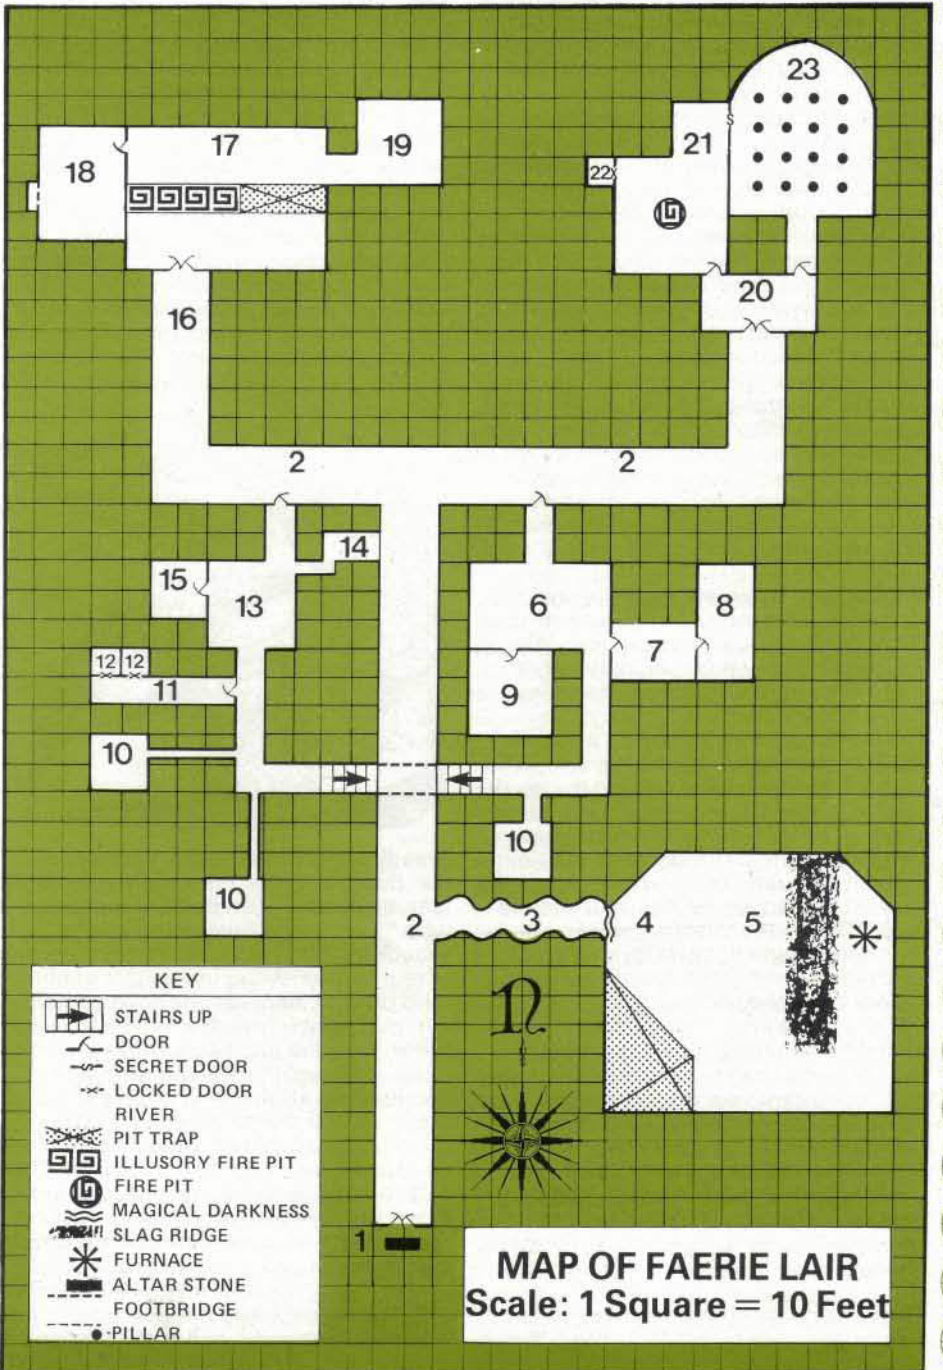 23
17
19
21
18
22
20
16
2
2
14
15
13
6
8
7
12 12
11
9
10
10
10
2
3
4
5
N
1
KEY
STAIRS UP
DOOR
SECRET DOOR
LOCKED DOOR
RIVER
PIT TRAP
ILLUSORY FIRE PIT
FIRE PIT
MAGICAL DARKNESS
SLAG RIDGE
FURNACE
ALTAR STONE
FOOTBRIDGE
PILLAR
MAP OF FAERIE LAIR
Scale: 1 Square = 10 Feet